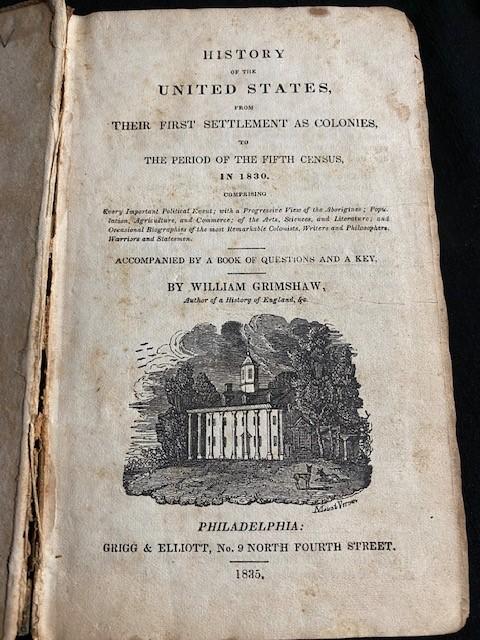 HISTORY
OF THE
UNITED STATES,
FROM
THEIR FIRST SETTLEMENT AS COLONIES,
TO
THE PERIOD OF THE FIFTH CENSUS,
IN 1830.
COMPRISING
Every Important Political Event; with a Progressive View of the Aborigines; Popu-
lation, Agriculture, and Commerce; of the Arts, Sciences, and Literature; and
Occasional Biographies of the most Remarkable Colonists, Writers and Philosophers,
Warriors and Statesmen.
ACCOMPANIED BY A BOOK OF QUESTIONS AND A KEY.
BY WILLIAM GRIMSHAW,
Author of a History of England, &c.
Mount Vernon
PHILADELPHIA:
GRIGG & ELLIOTT, No. 9 NORTH FOURTH STREET.
1835.